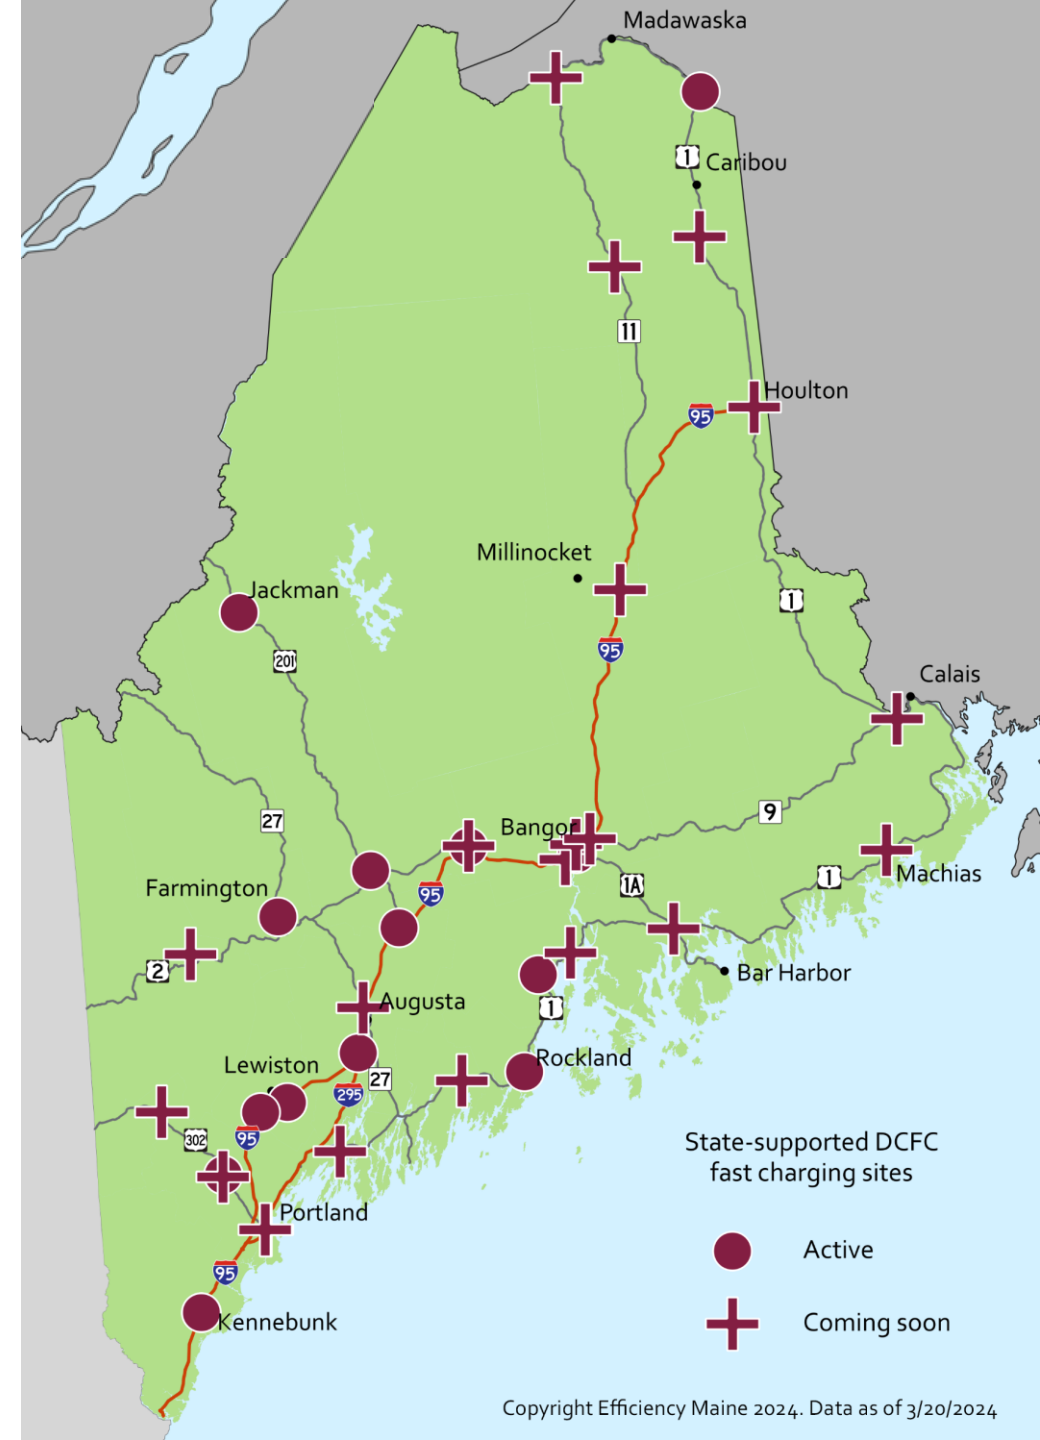 Madawaska
1
Caribou
11
Houlton
95
Millinocket
Jackman
1
95
201
Calais
27
Bangor
9
Farmington
95
1A
1
Machias
2
Bar Harbor
Augusta
1
Lewiston
27
Rockland
295
302
95
State-supported DCFC
fast charging sites
Portland
Active
95
Kennebunk
Coming soon
Copyright Efficiency Maine 2024. Data as of 3/20/2024